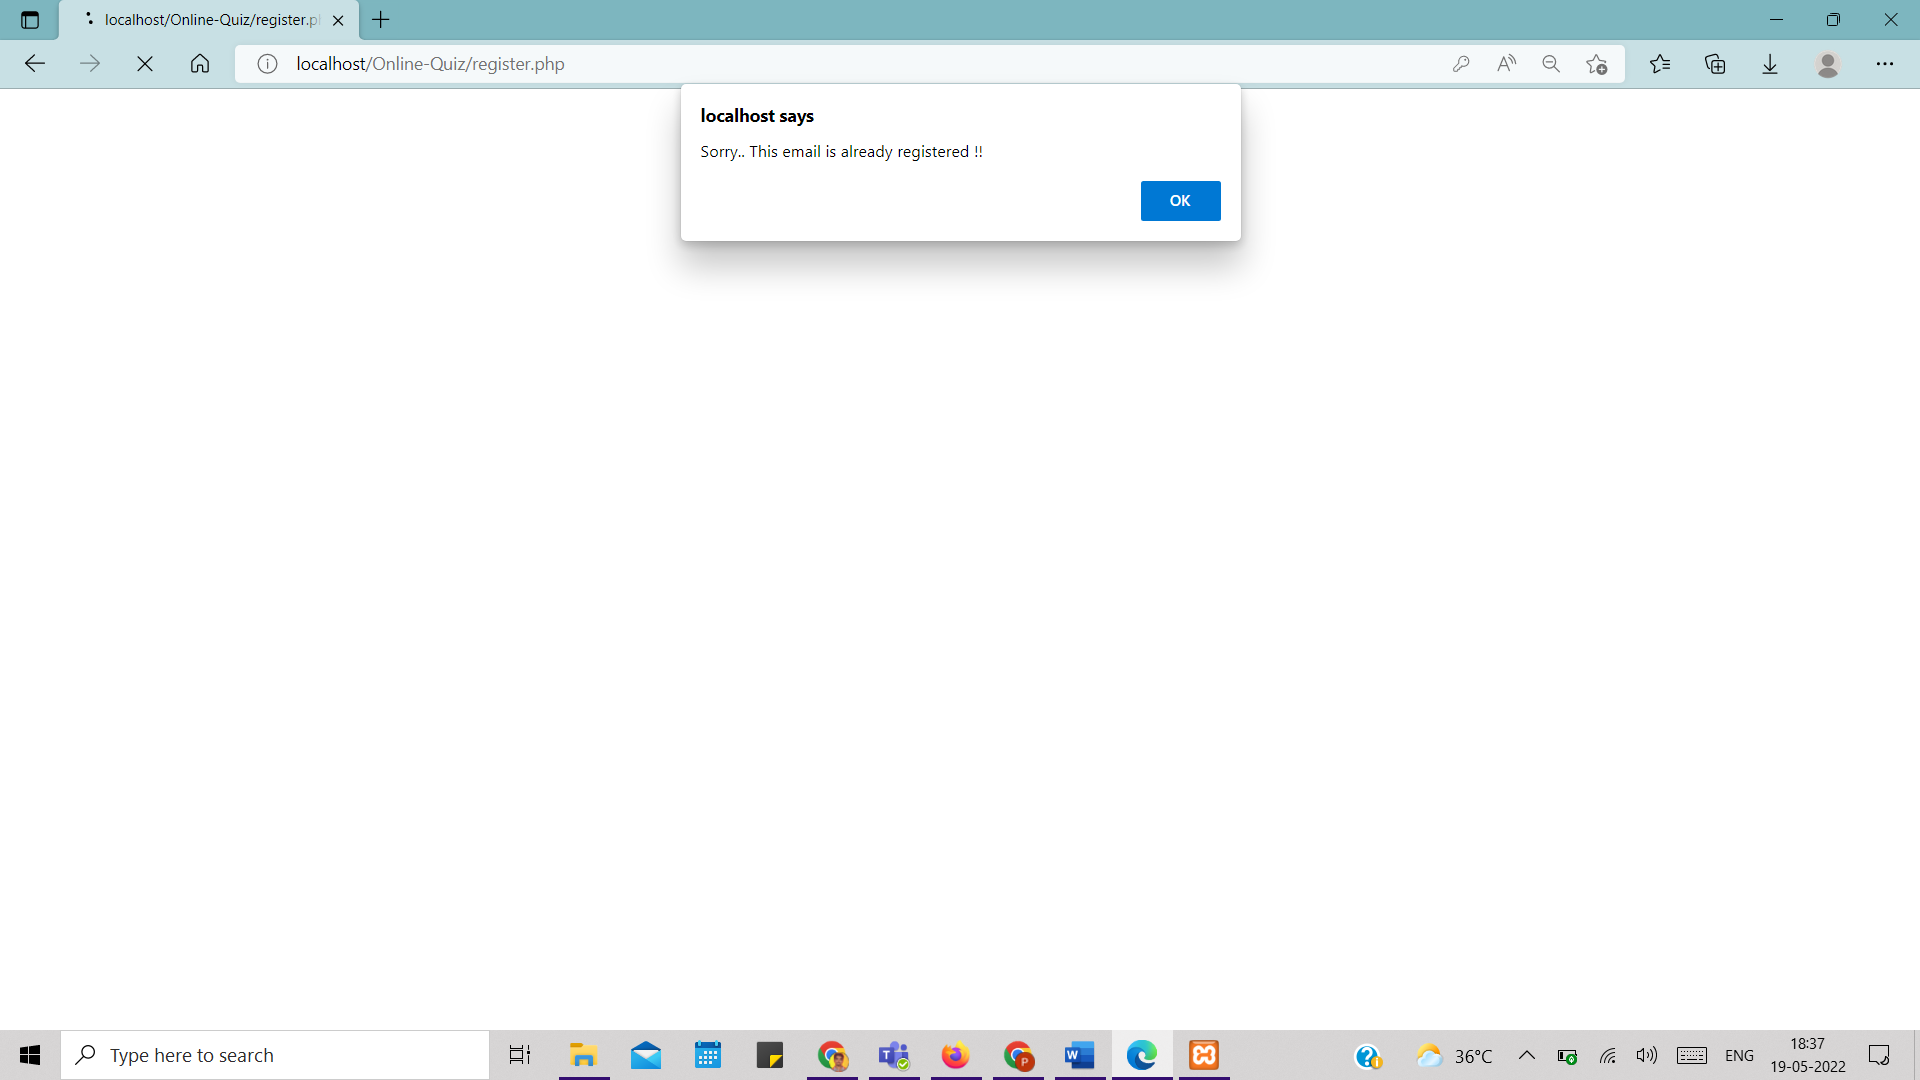 localhost/Online-Quiz/register.p
localhost/Online-Quiz/register.php
localhost says
Sorry.. This email is already registered !!
OK
Type here to search
36°C
ENG
18:37
19-05-2022